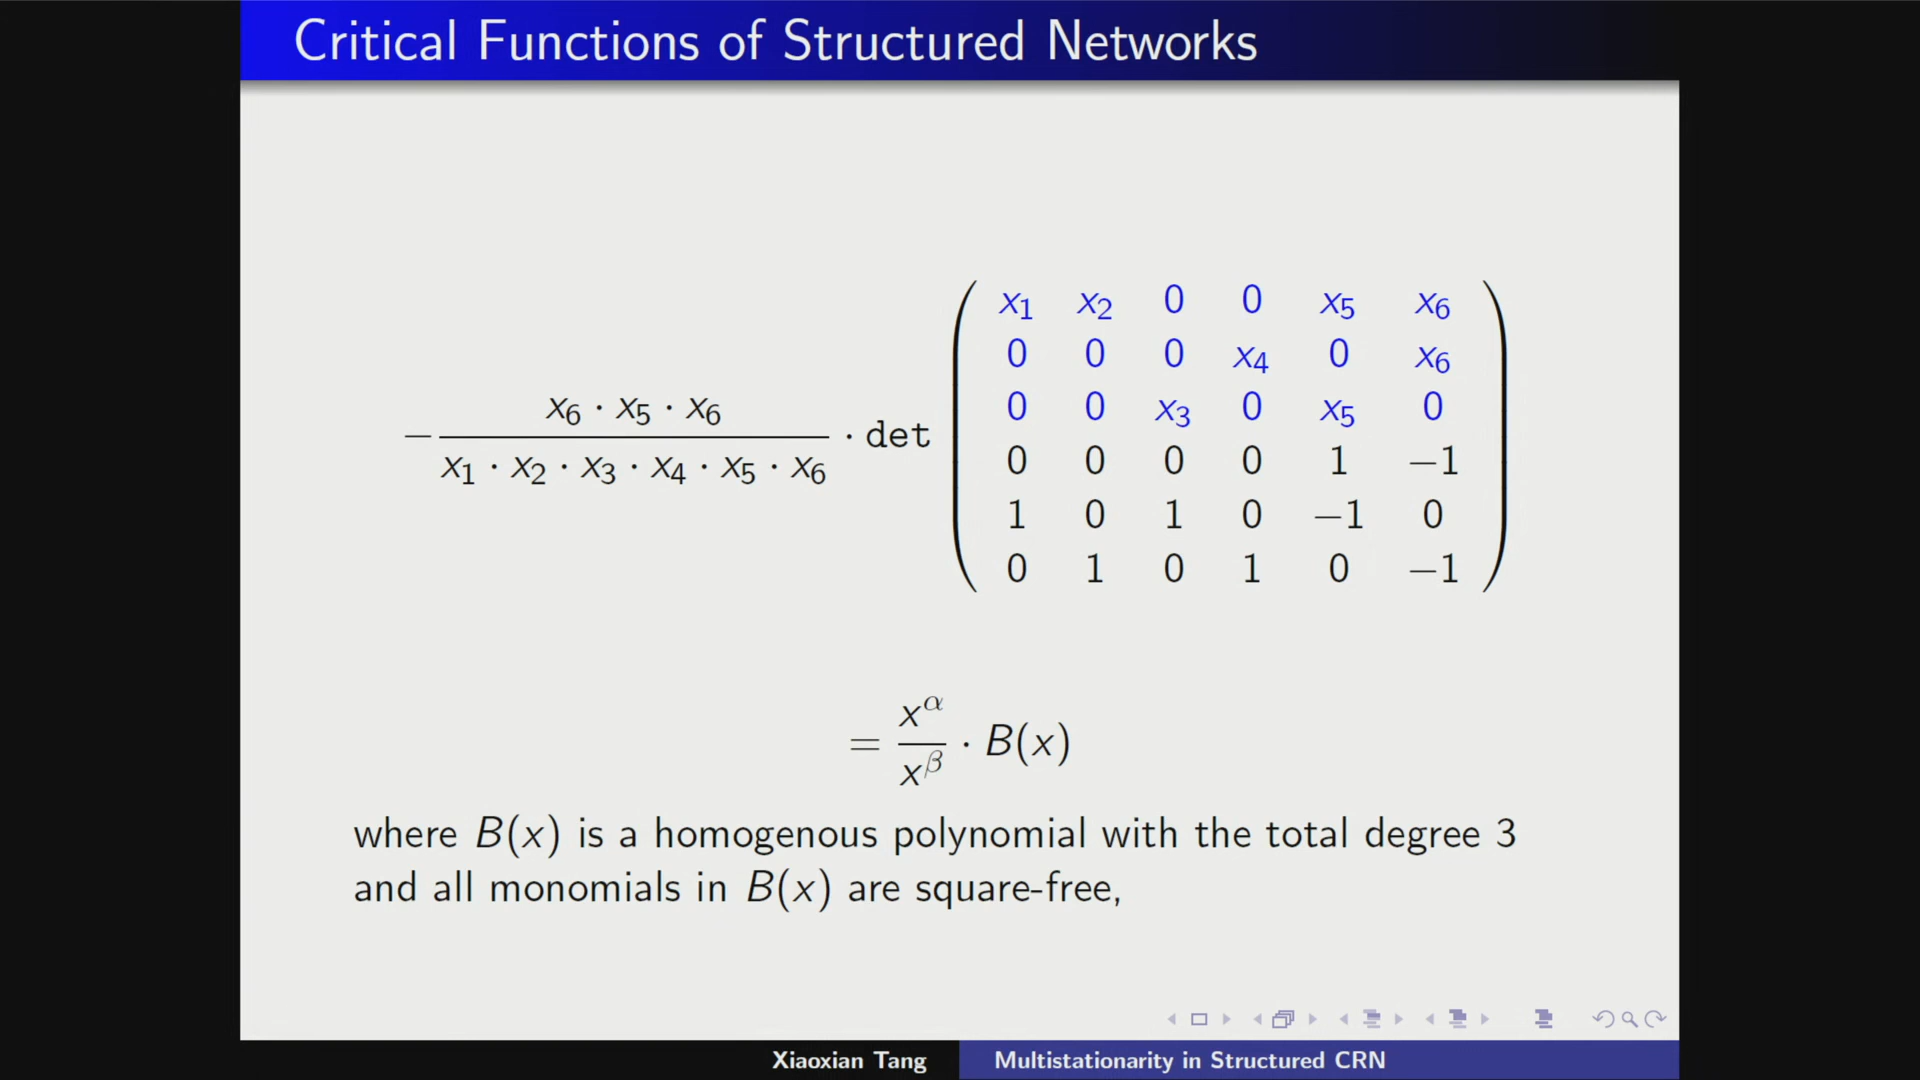 Critical Functions of Structured Networks
− x₆ · x₅ · x₆ / x₁ · x₂ · x₃ · x₄ · x₅ · x₆ · det
x₁ x₂ 0 0 x₅ x₆
0 0 0 x₄ 0 x₆
0 0 x₃ 0 x₅ 0
0 0 0 0 1 −1
1 0 1 0 −1 0
0 1 0 1 0 −1
= x^α / x^β · B(x)
where B(x) is a homogenous polynomial with the total degree 3
and all monomials in B(x) are square-free,
Xiaoxian Tang Multistationarity in Structured CRN